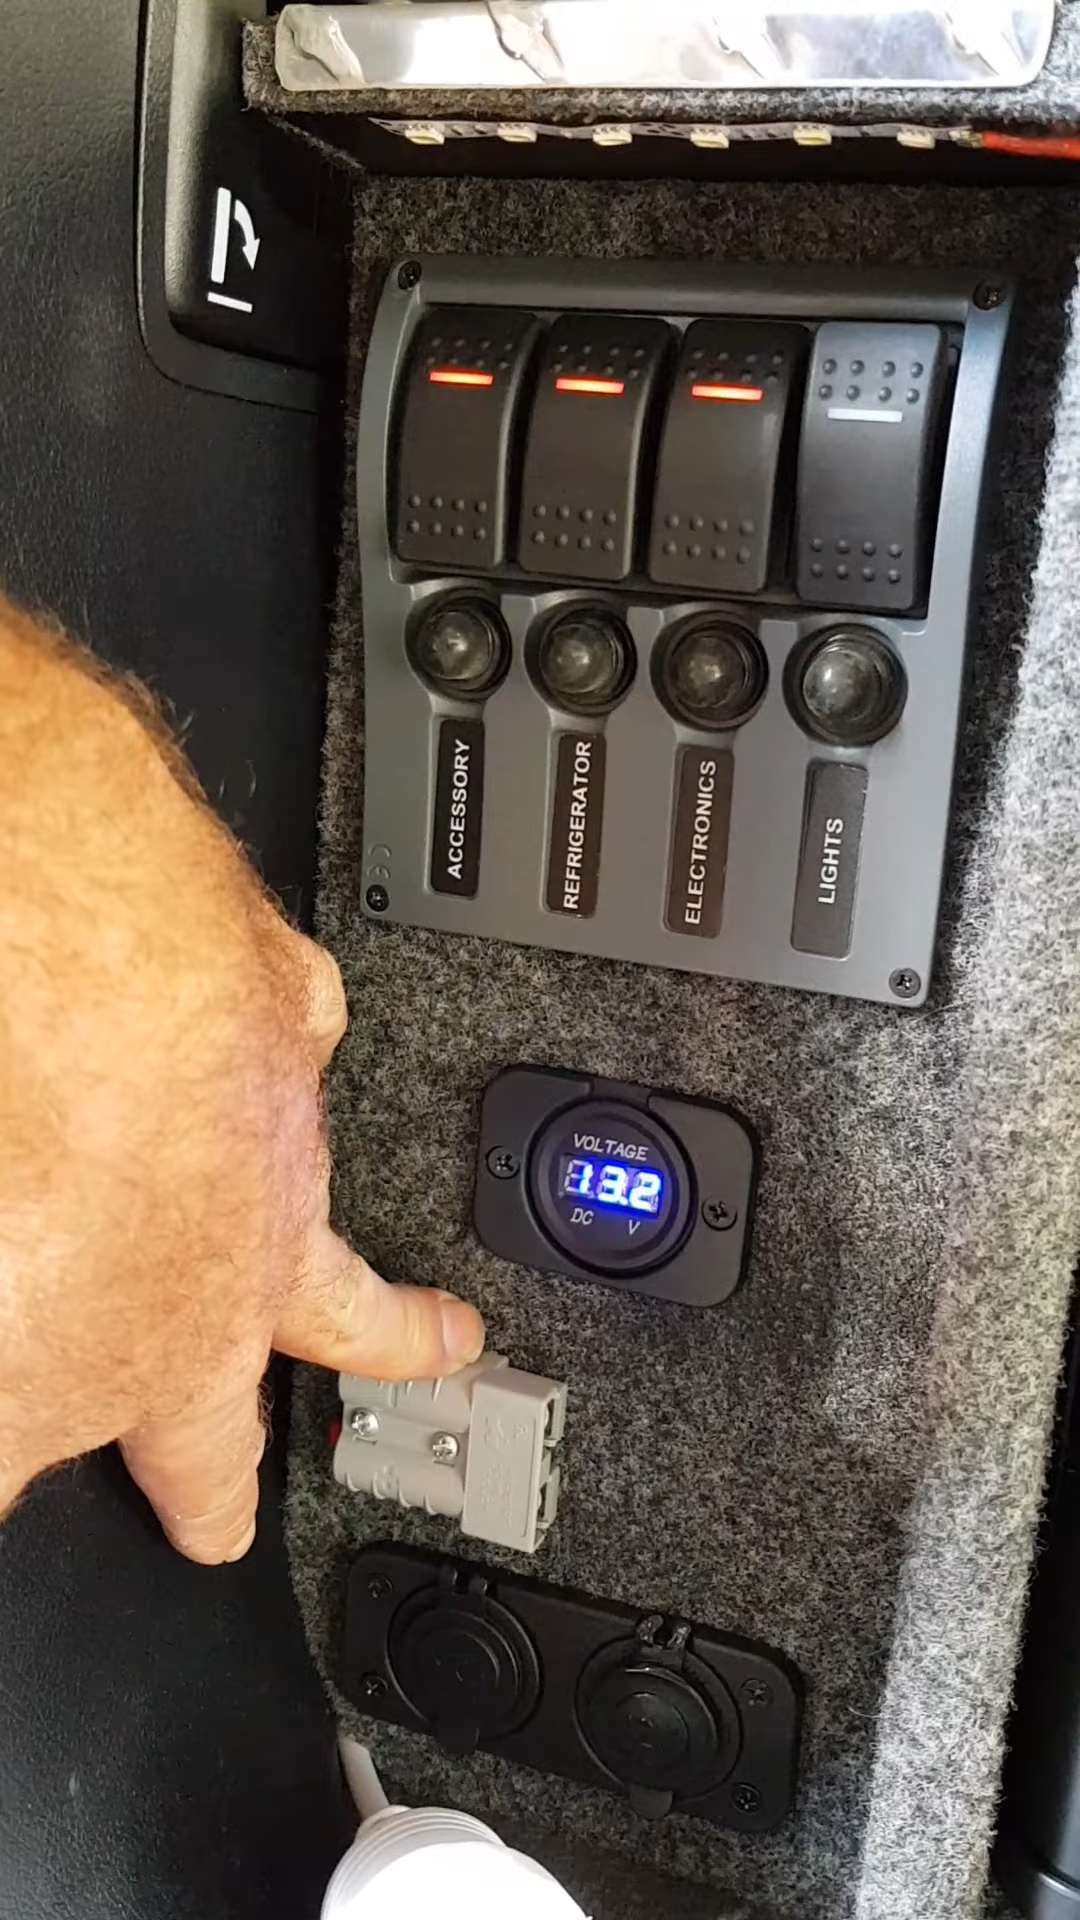 ACCESSORY
REFRIGERATOR
ELECTRONICS
LIGHTS
VOLTAGE
13.2
DC V